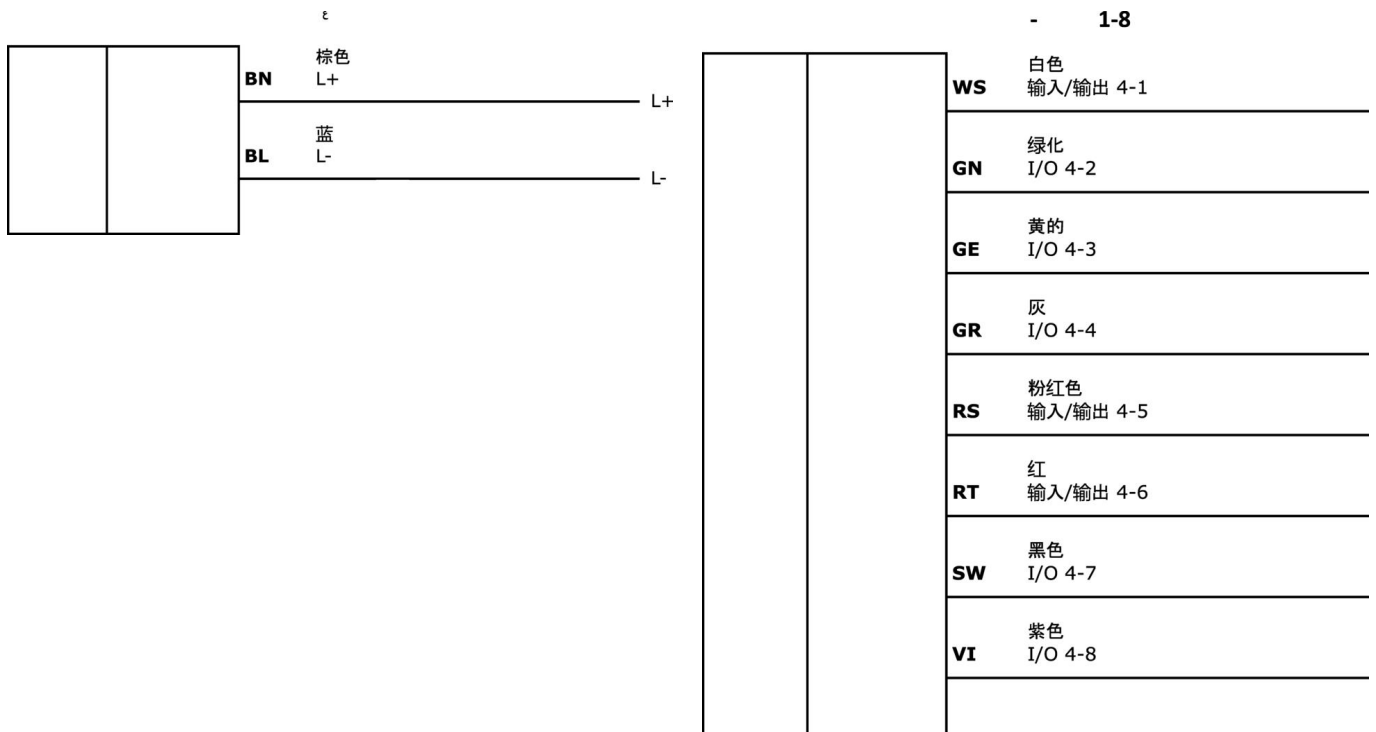 ع
棕色
BN L+
L+
蓝
BL L-
L-
- 1-8
白色
WS 输入/输出 4-1
绿化
GN I/O 4-2
黄的
GE I/O 4-3
灰
GR I/O 4-4
粉红色
RS 输入/输出 4-5
红
RT 输入/输出 4-6
黑色
SW I/O 4-7
紫色
VI I/O 4-8